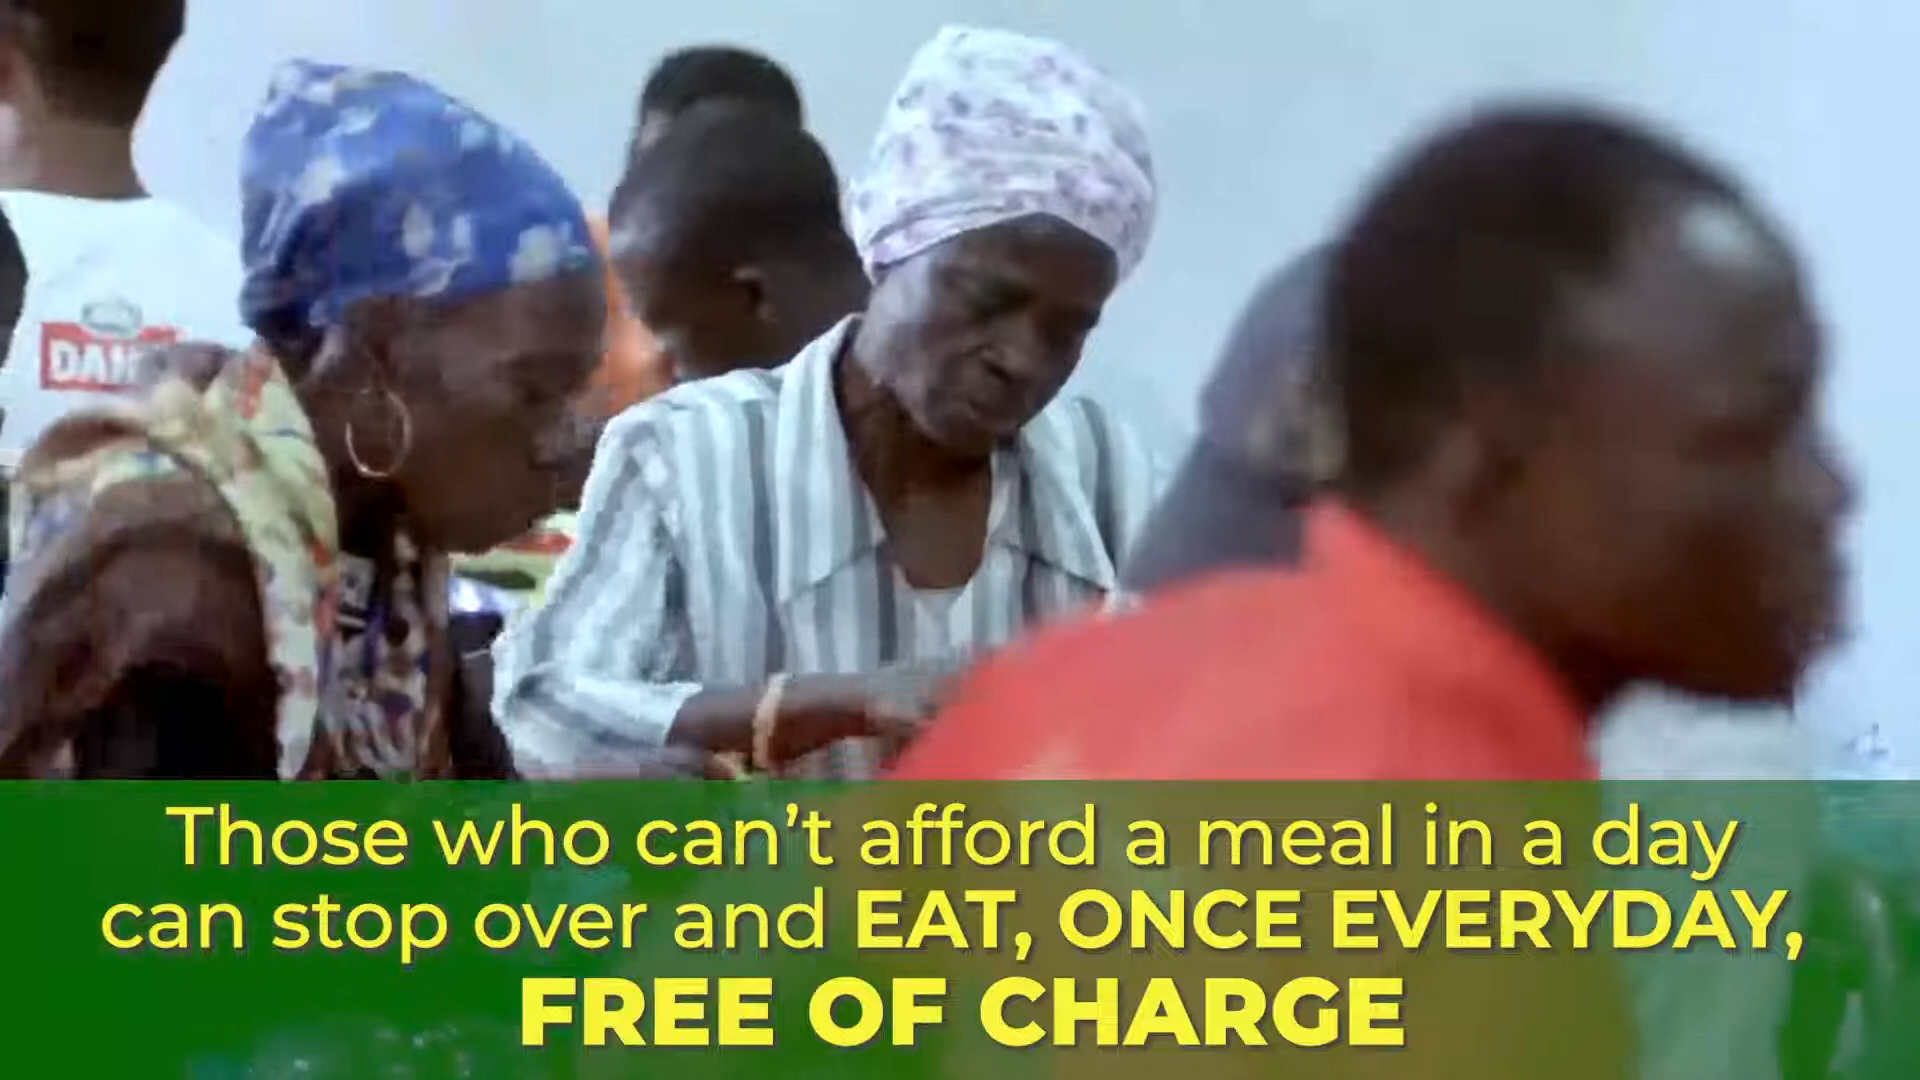 Those who can't afford a meal in a day
can stop over and EAT, ONCE EVERYDAY,
FREE OF CHARGE